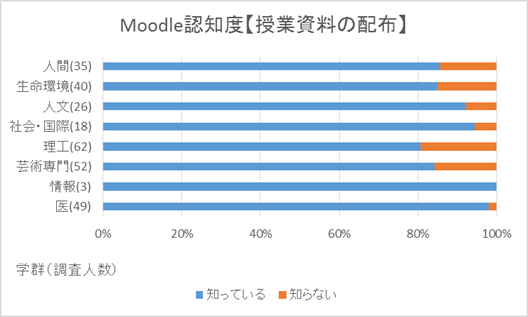 Moodle認知度【授業資料の配布】
人間(35)
生命環境(40)
人文(26)
社会・国際(18)
理工(62)
芸術専門(52)
情報(3)
医(49)
0% 20% 40% 60% 80% 100%
学群(調査人数)
知っている 知らない